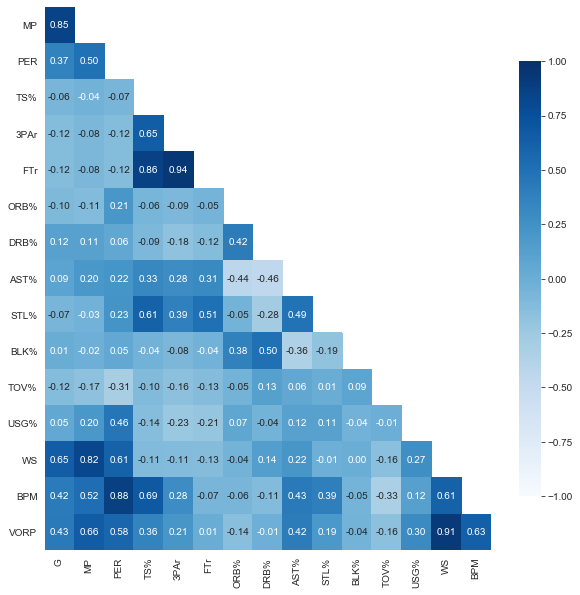 MP 0.85
PER 0.37 0.50
TS% -0.06 -0.04 -0.07
3PAr -0.12 -0.08 -0.12 0.65
FTr -0.12 -0.08 -0.12 0.86 0.94
ORB% -0.10 -0.11 0.21 -0.06 -0.09 -0.05
DRB% 0.12 0.11 0.06 -0.09 -0.18 -0.12 0.42
AST% 0.09 0.20 0.22 0.33 0.28 0.31 -0.44 -0.46
STL% -0.07 -0.03 0.23 0.61 0.39 0.51 -0.05 -0.28 0.49
BLK% 0.01 -0.02 0.05 -0.04 -0.08 -0.04 0.38 0.50 -0.36 -0.19
TOV% -0.12 -0.17 -0.31 -0.10 -0.16 -0.13 -0.05 0.13 0.06 0.01 0.09
USG% 0.05 0.20 0.46 -0.14 -0.23 -0.21 0.07 -0.04 0.12 0.11 -0.04 -0.01
WS 0.65 0.82 0.61 -0.11 -0.11 -0.13 -0.04 0.14 0.22 -0.01 0.00 -0.16 0.27
BPM 0.42 0.52 0.88 0.69 0.28 -0.07 -0.06 -0.11 0.43 0.39 -0.05 -0.33 0.12 0.61
VORP 0.43 0.66 0.58 0.36 0.21 0.01 -0.14 -0.01 0.42 0.19 -0.04 -0.16 0.30 0.91 0.63
G MP PER TS% 3PAr FTr ORB% DRB% AST% STL% BLK% TOV% USG% WS BPM
1.00
0.75
0.50
0.25
0.00
−0.25
−0.50
−0.75
−1.00